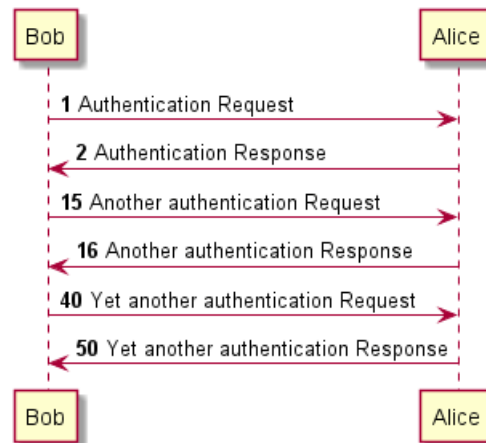 Bob Alice
1 Authentication Request
2 Authentication Response
15 Another authentication Request
16 Another authentication Response
40 Yet another authentication Request
50 Yet another authentication Response
Bob Alice